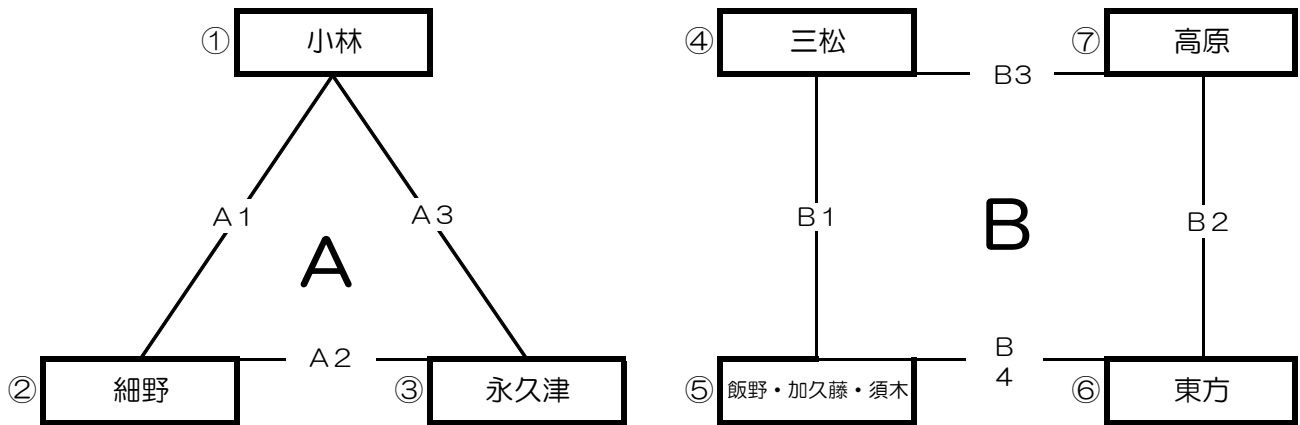 ① 小林
④ 三松
⑦ 高原
B3
A1
A3
B1
B2
A
B
A2
B
4
② 細野
③ 永久津
⑤ 飯野・加久藤・須木
⑥ 東方